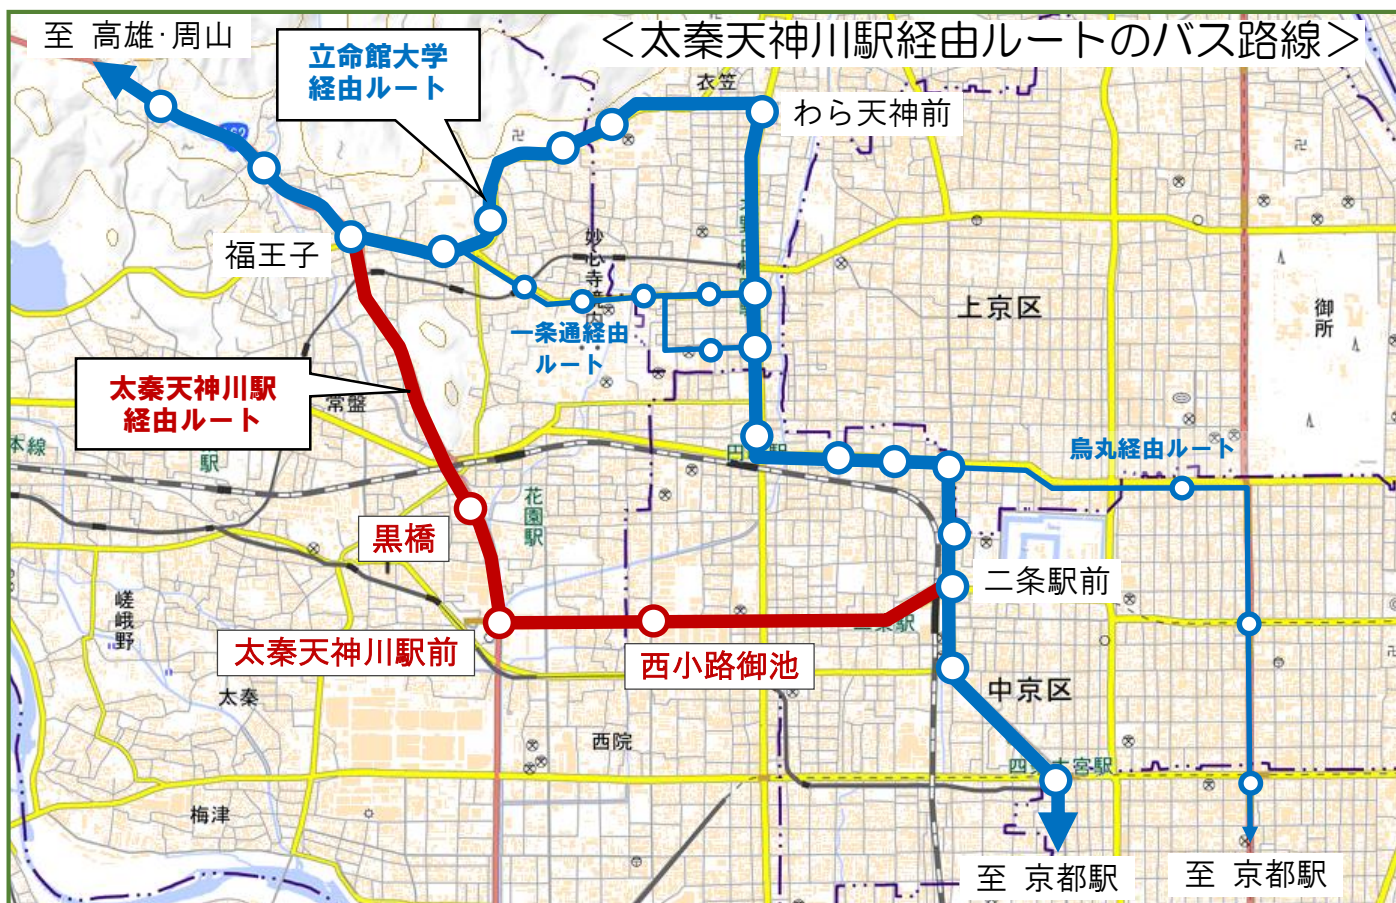 ＜太秦天神川駅経由ルートのバス路線＞
至 高雄・周山
立命館大学
経由ルート
衣笠
わら天神前
162
福王子
妙心寺境内
上京区
御所
一条通経由
ルート
太秦天神川駅
経由ルート
常盤
本線
駅
烏丸経由ルート
花園駅
黒橋
二条駅前
嵯峨野
太秦天神川駅前
西小路御池
太秦
中京区
西院
四条大宮駅
梅津
至 京都駅
至 京都駅